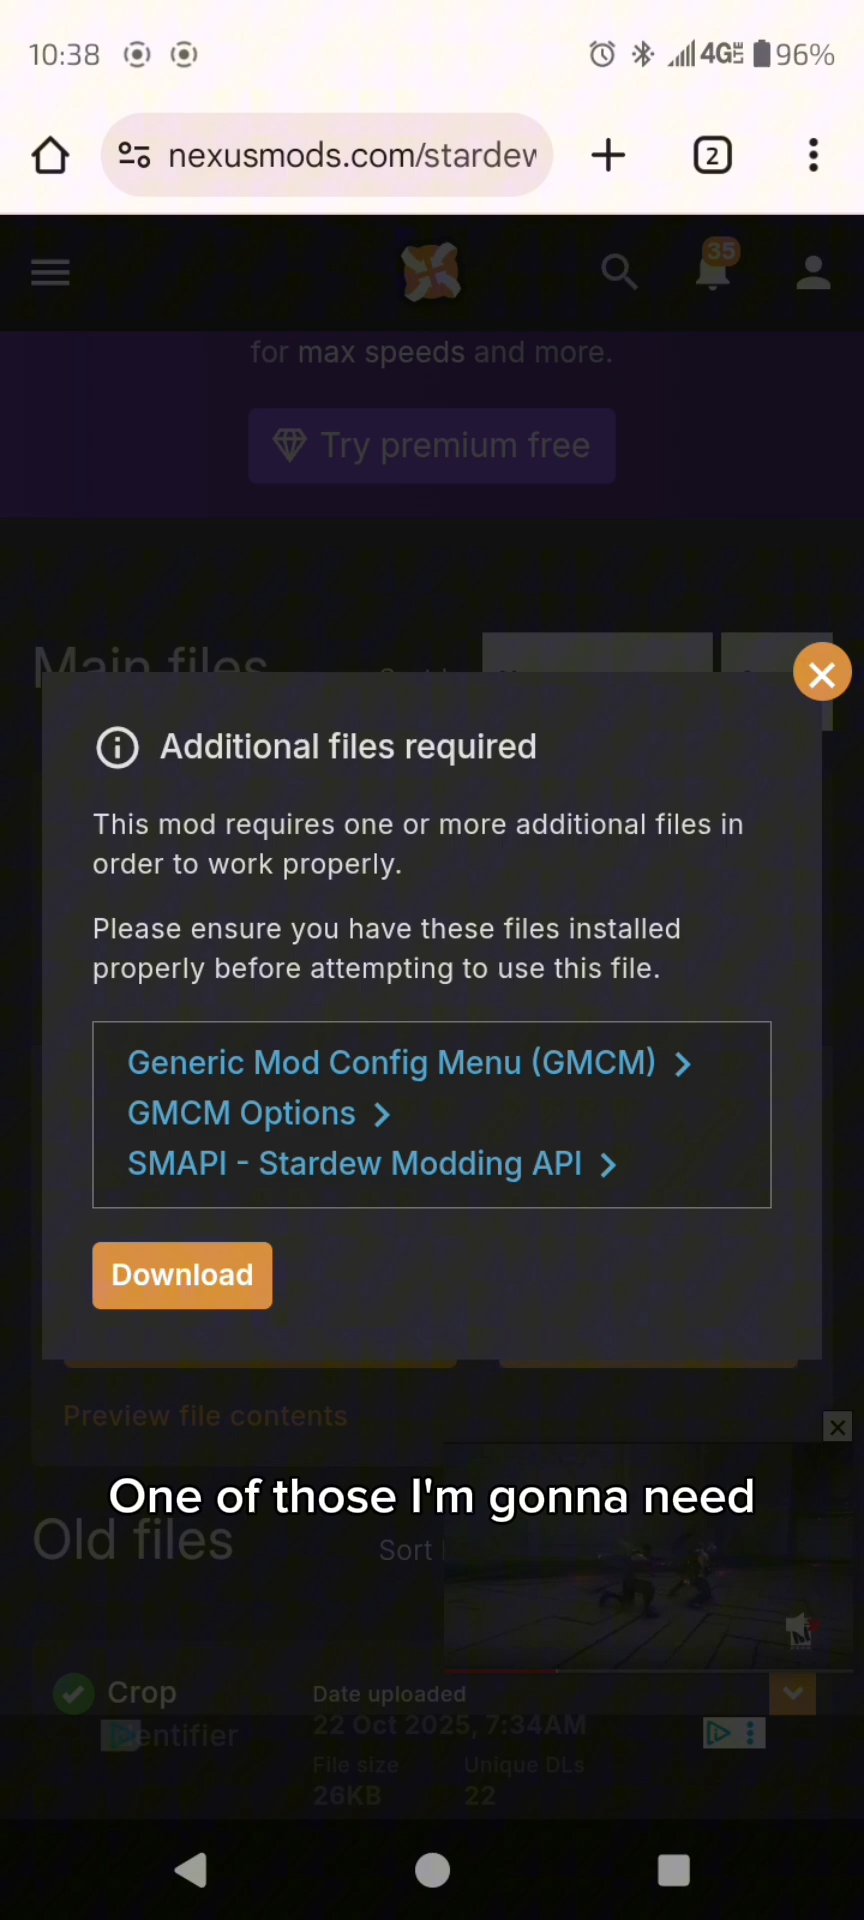 10:38
4G LTE
96%
nexusmods.com/stardew
2
35
for max speeds and more.
Try premium free
Main files
Additional files required
This mod requires one or more additional files in
order to work properly.
Please ensure you have these files installed
properly before attempting to use this file.
Generic Mod Config Menu (GMCM)
GMCM Options
SMAPI - Stardew Modding API
Download
Preview file contents
One of those I'm gonna need
Old files
Sort
Crop
Date uploaded
entifier
22 Oct 2025, 7:34AM
File size
Unique DLs
26KB
22